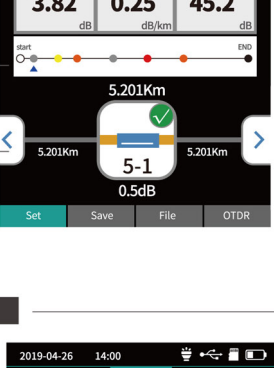 3.82 0.25 45.2
dB dB/km dB
start END
5.201Km
5.201Km 5.201Km
5-1
0.5dB
Set Save File OTDR
2019-04-26 14:00